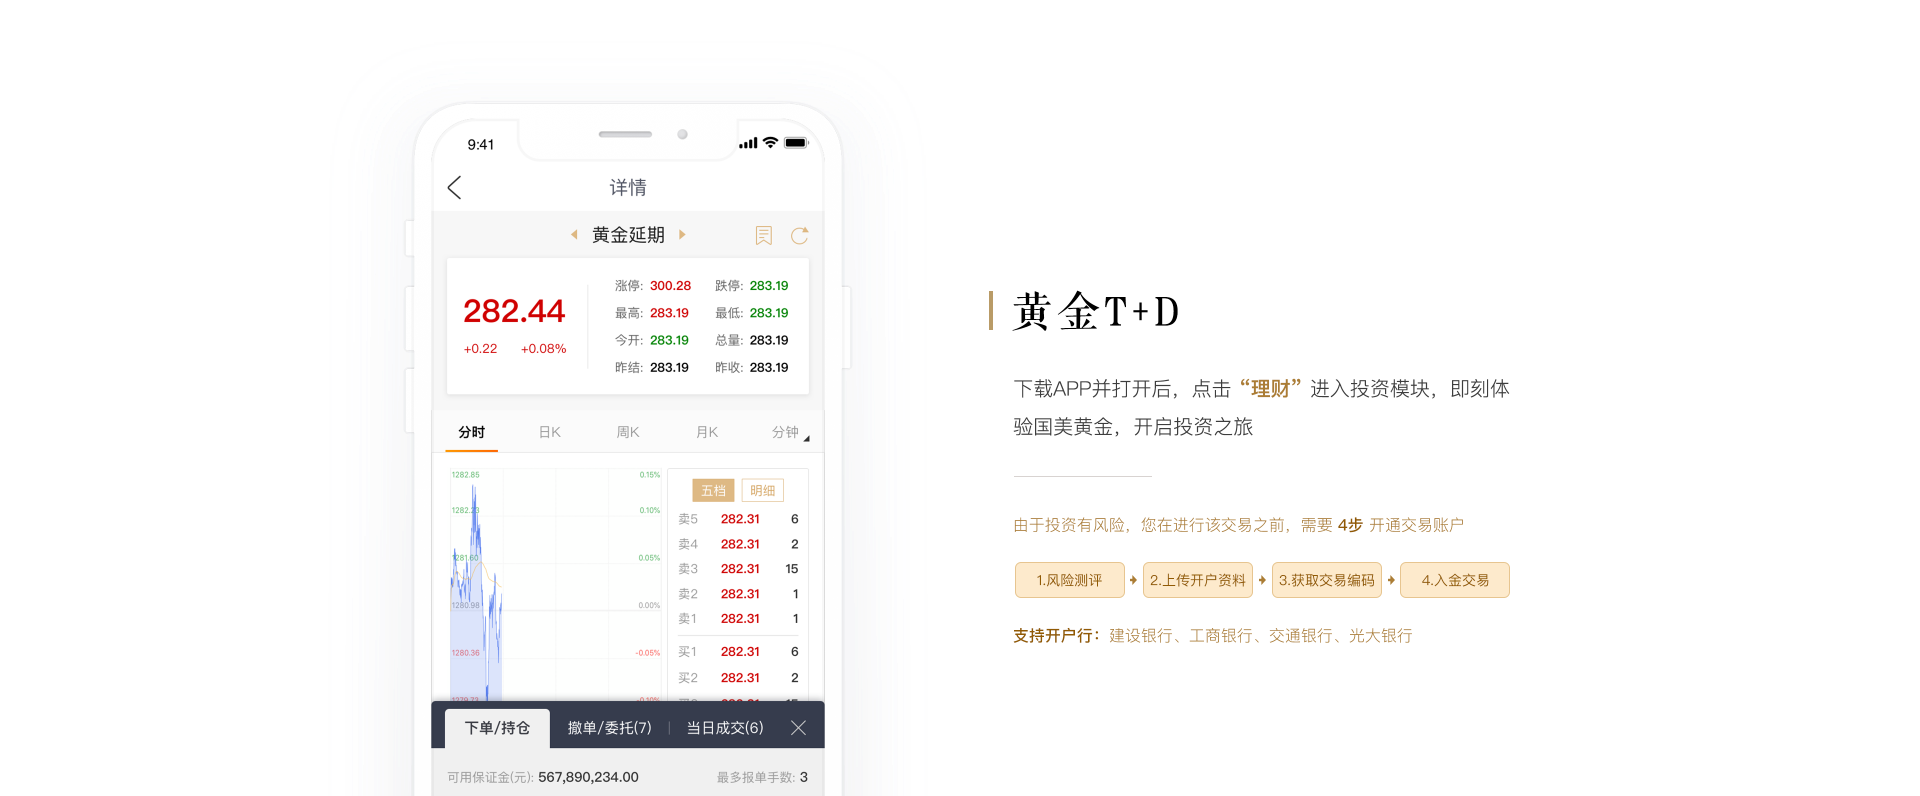 9:41
详情
黄金延期
282.44
+0.22 +0.08%
涨停: 300.28 跌停: 283.19
最高: 283.19 最低: 283.19
今开: 283.19 总量: 283.19
昨结: 283.19 昨收: 283.19
分时 日K 周K 月K 分钟
1282.85 0.15%
1282.23 0.10%
1281.60 0.05%
1280.98 0.00%
1280.36 -0.05%
五档 明细
卖5 282.31 6
卖4 282.31 2
卖3 282.31 15
卖2 282.31 1
卖1 282.31 1
买1 282.31 6
买2 282.31 2
下单/持仓 撤单/委托(7) 当日成交(6)
可用保证金(元): 567,890,234.00 最多报单手数: 3
黄金T+D
下载APP并打开后，点击“理财”进入投资模块，即刻体
验国美黄金，开启投资之旅
由于投资有风险，您在进行该交易之前，需要 4步 开通交易账户
1.风险测评 2.上传开户资料 3.获取交易编码 4.入金交易
支持开户行：建设银行、工商银行、交通银行、光大银行